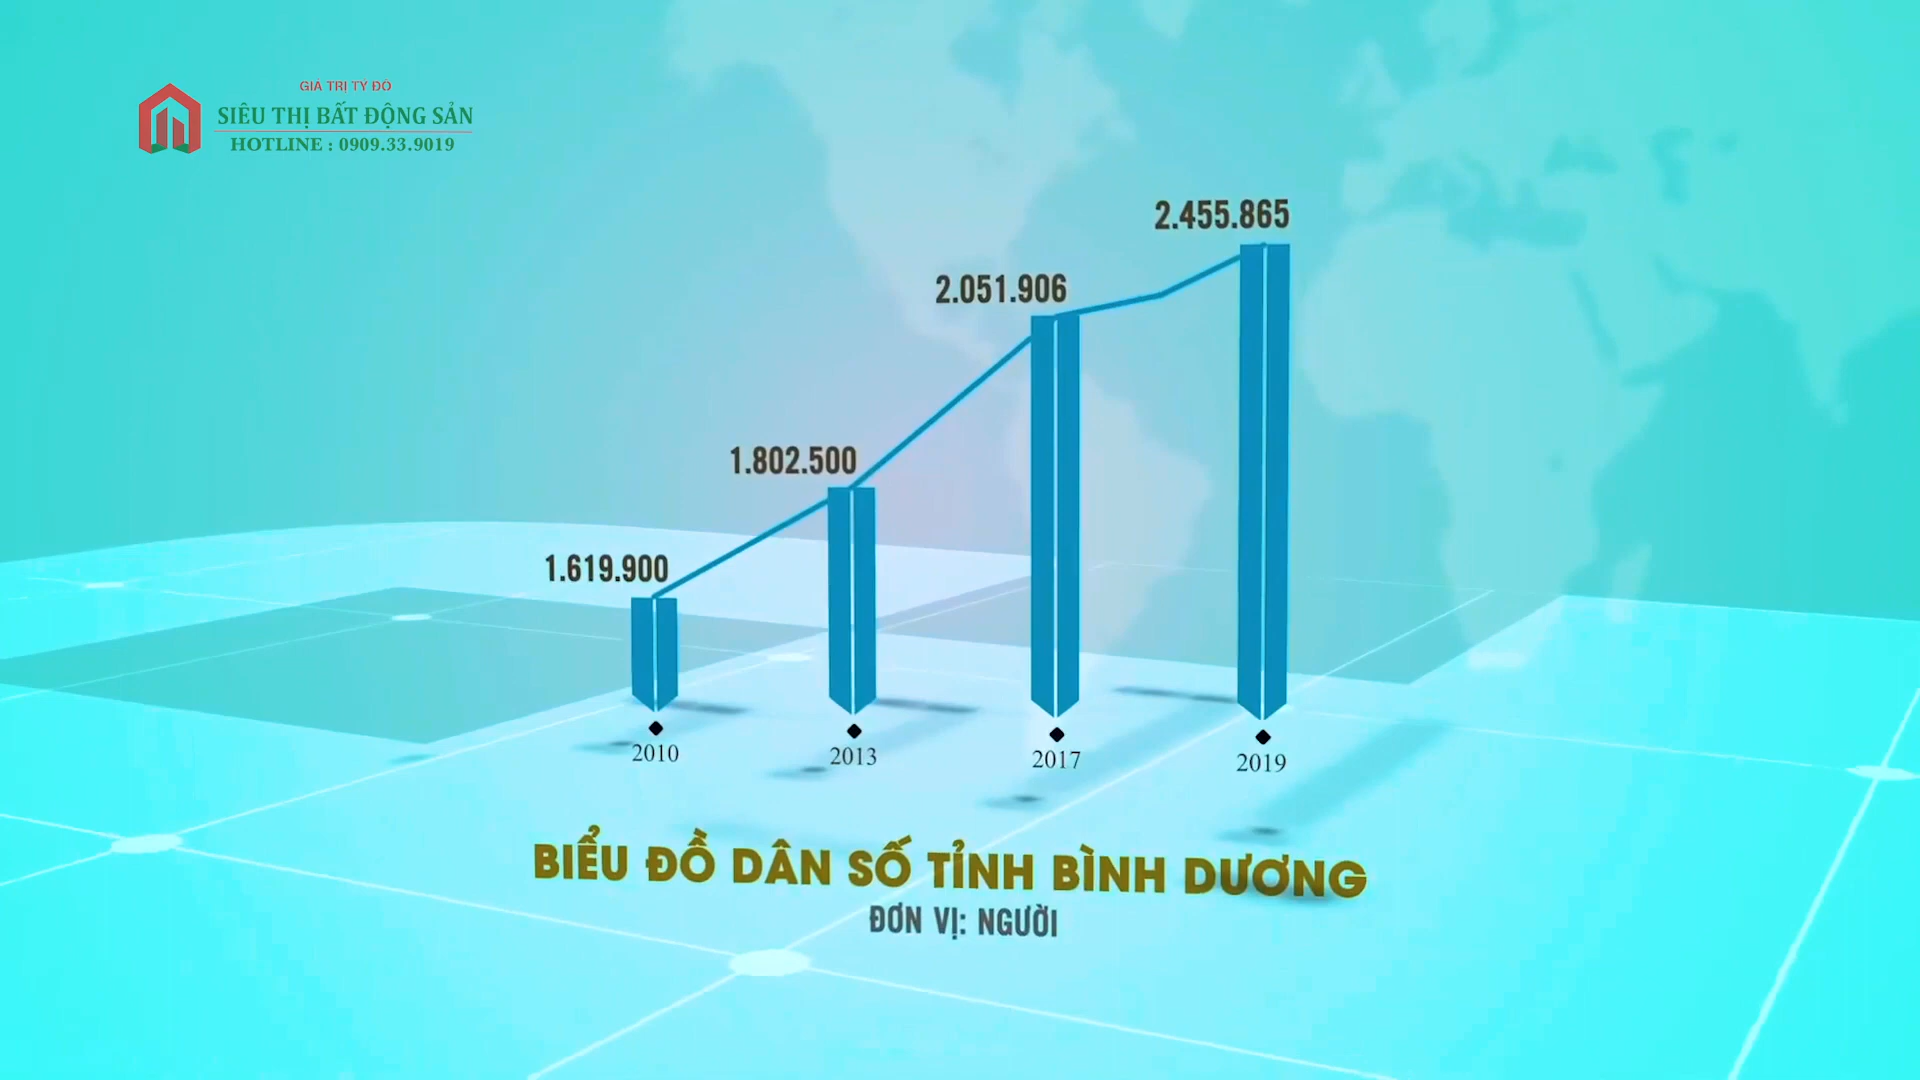 GIÁ TRỊ TỶ ĐÔ
SIÊU THỊ BẤT ĐỘNG SẢN
HOTLINE : 0909.33.9019
2.455.865
2.051.906
1.802.500
1.619.900
2010
2013
2017
2019
BIỂU ĐỒ DÂN SỐ TỈNH BÌNH DƯƠNG
ĐƠN VỊ: NGƯỜI